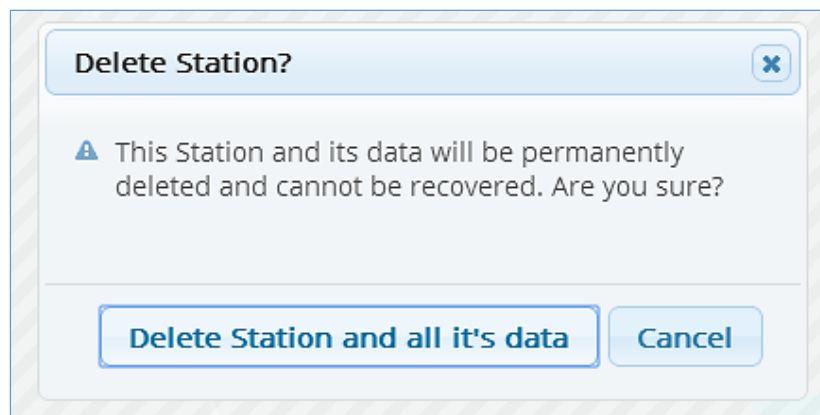 Delete Station?
This Station and its data will be permanently
deleted and cannot be recovered. Are you sure?
Delete Station and all it's data
Cancel